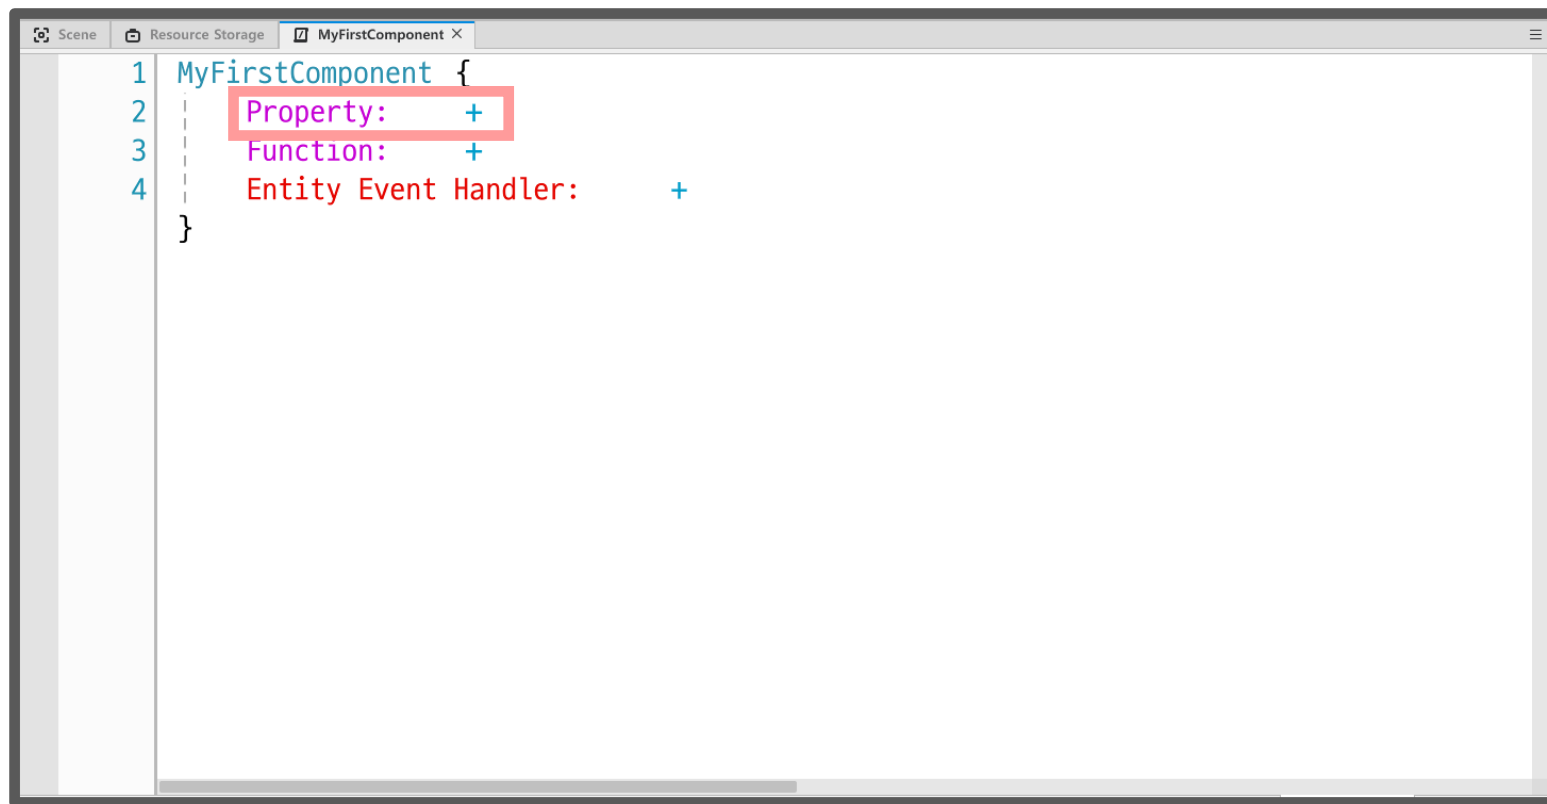 Scene Resource Storage MyFirstComponent
1 MyFirstComponent {
2 Property: +
3 Function: +
4 Entity Event Handler: +
}